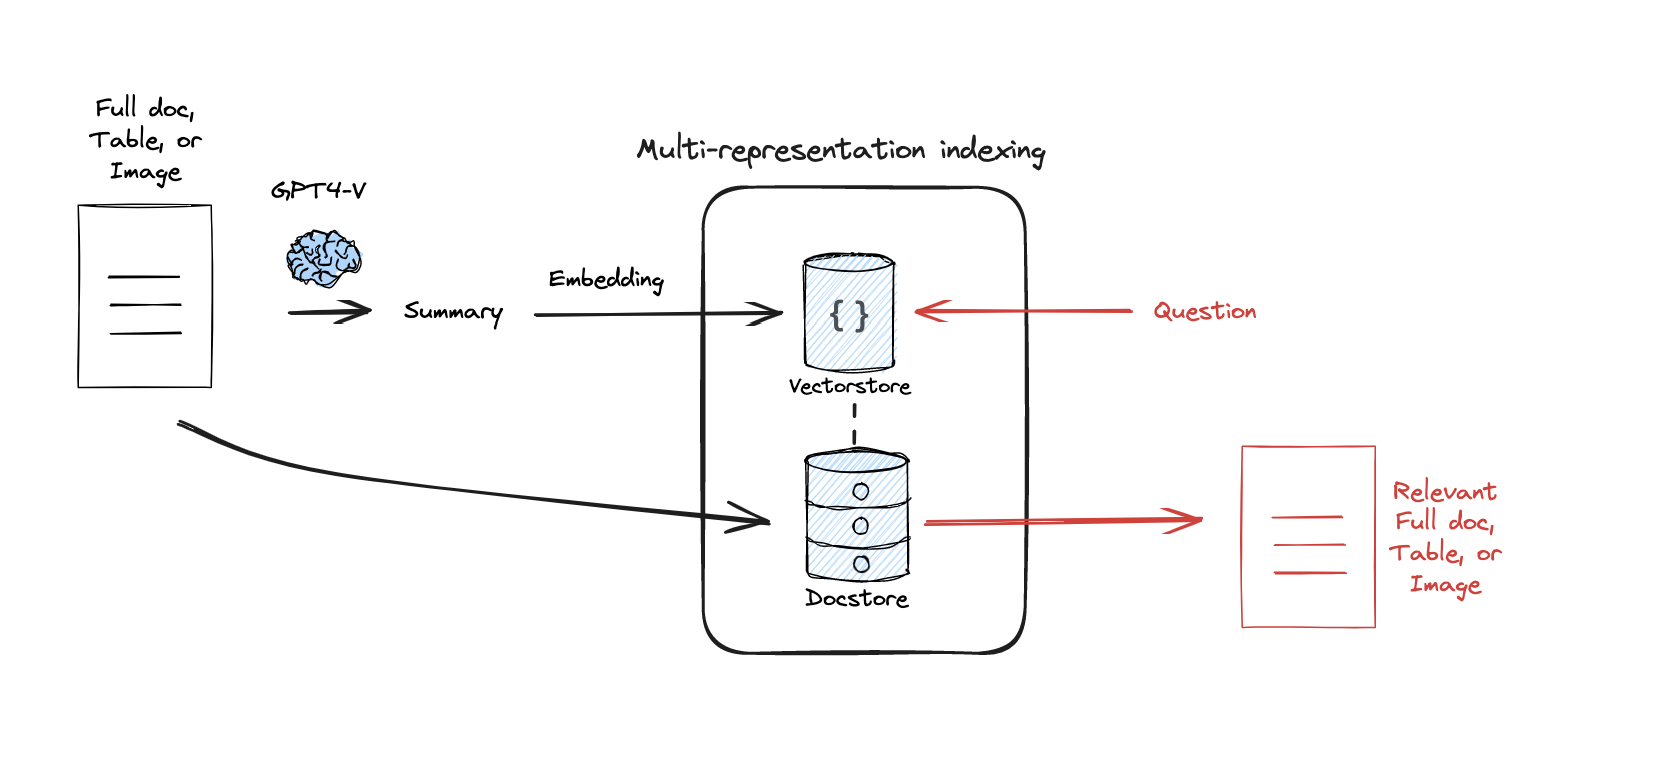 Full doc,
Table, or
Image
GPT4-V
Summary
Embedding
Multi-representation indexing
{ }
Vectorstore
Docstore
Question
Relevant
Full doc,
Table, or
Image